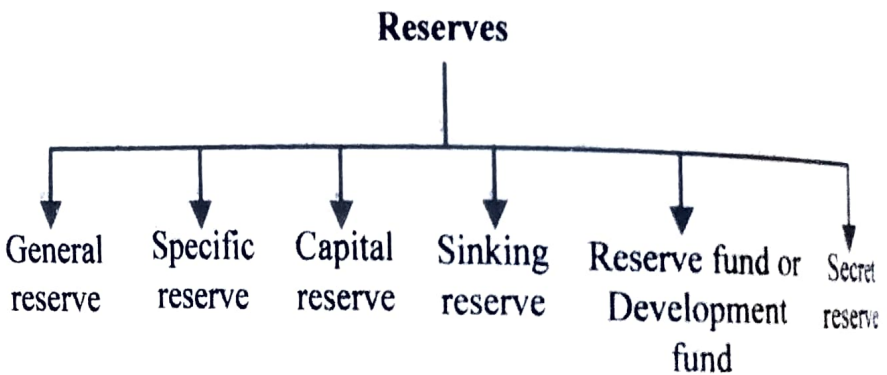 Reserves
General
reserve
Specific
reserve
Capital
reserve
Sinking
reserve
Reserve fund or
Development
fund
Secret
reserve